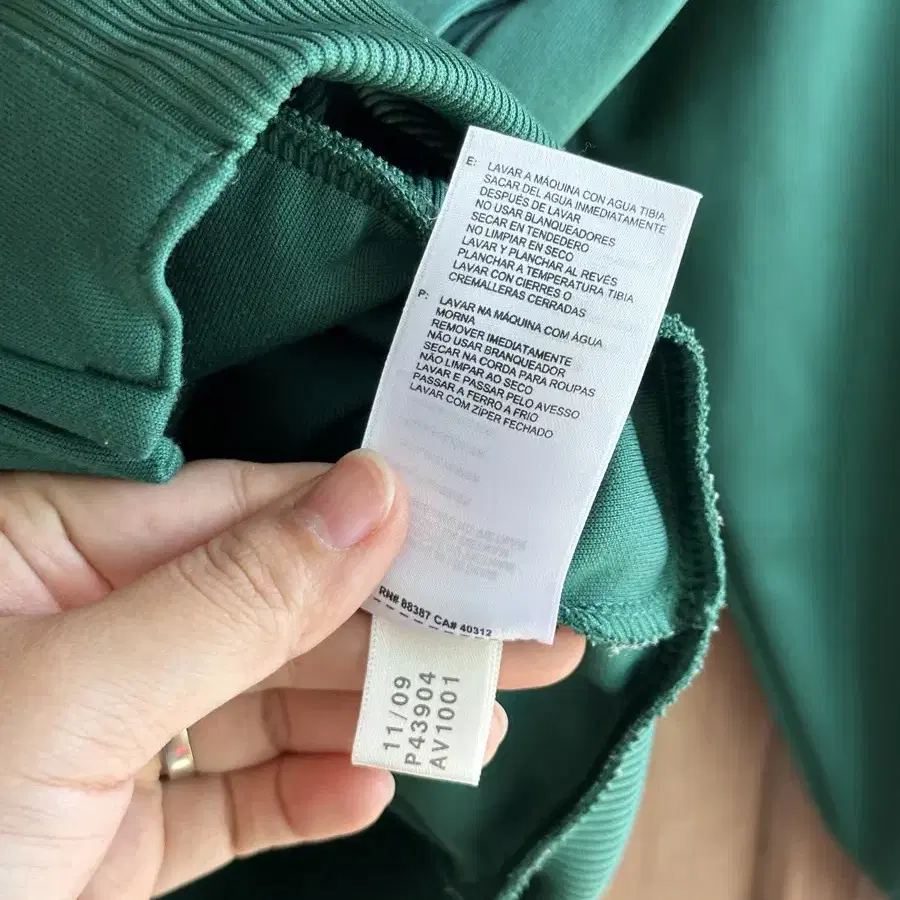 E: LAVAR A MÁQUINA CON AGUA TIBIA
SACAR DEL AGUA INMEDIATAMENTE
DESPUÉS DE LAVAR
NO USAR BLANQUEADORES
SECAR EN TENDEDERO
NO LIMPIAR EN SECO
LAVAR Y PLANCHAR AL REVÉS
PLANCHAR A TEMPERATURA TIBIA
LAVAR CON CIERRES O
CREMALLERAS CERRADAS
P: LAVAR NA MÁQUINA COM ÁGUA
MORNA
REMOVER IMEDIATAMENTE
NÃO USAR BRANQUEADOR
SECAR NA CORDA PARA ROUPAS
NÃO LIMPAR AO SECO
LAVAR E PASSAR PELO AVESSO
PASSAR A FERRO A FRIO
LAVAR COM ZÍPER FECHADO
RN# 88387 CA# 40312
11/09
P43904
AV1001